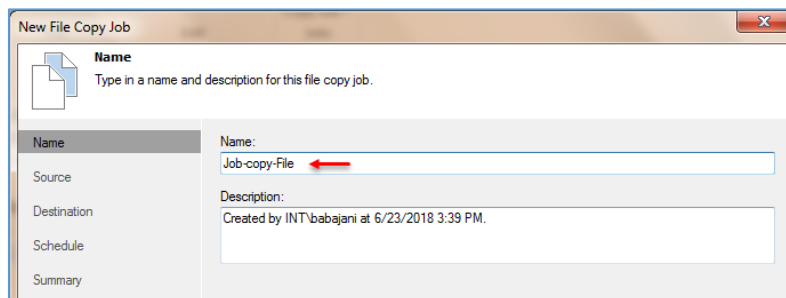 New File Copy Job
Name
Type in a name and description for this file copy job.
Name
Source
Destination
Schedule
Summary
Name:
Job-copy-File
Description:
Created by INT\babajani at 6/23/2018 3:39 PM.